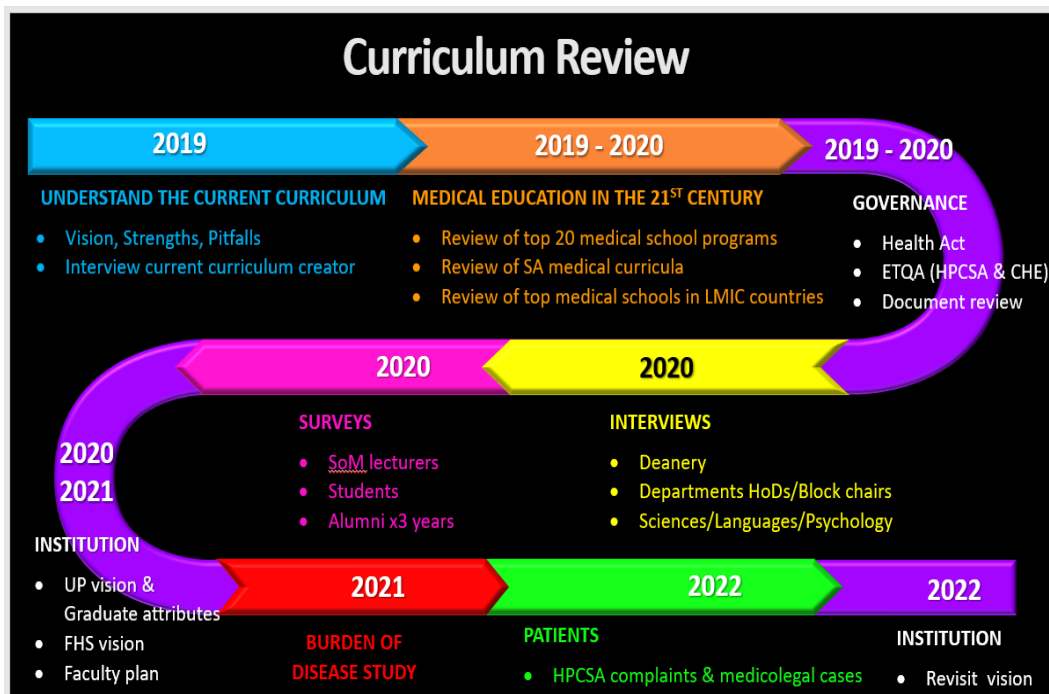 Curriculum Review
2019
2019 - 2020
2019 - 2020
UNDERSTAND THE CURRENT CURRICULUM
• Vision, Strengths, Pitfalls
• Interview current curriculum creator
MEDICAL EDUCATION IN THE 21ST CENTURY
• Review of top 20 medical school programs
• Review of SA medical curricula
• Review of top medical schools in LMIC countries
GOVERNANCE
• Health Act
• ETQA (HPCSA & CHE)
• Document review
2020
INTERVIEWS
• Deanery
• Departments HoDs/Block chairs
• Sciences/Languages/Psychology
2020
SURVEYS
• SoM lecturers
• Students
• Alumni x3 years
2020
2021
INSTITUTION
• UP vision &
Graduate attributes
• FHS vision
• Faculty plan
2021
BURDEN OF
DISEASE STUDY
2022
PATIENTS
• HPCSA complaints & medicolegal cases
2022
INSTITUTION
• Revisit vision